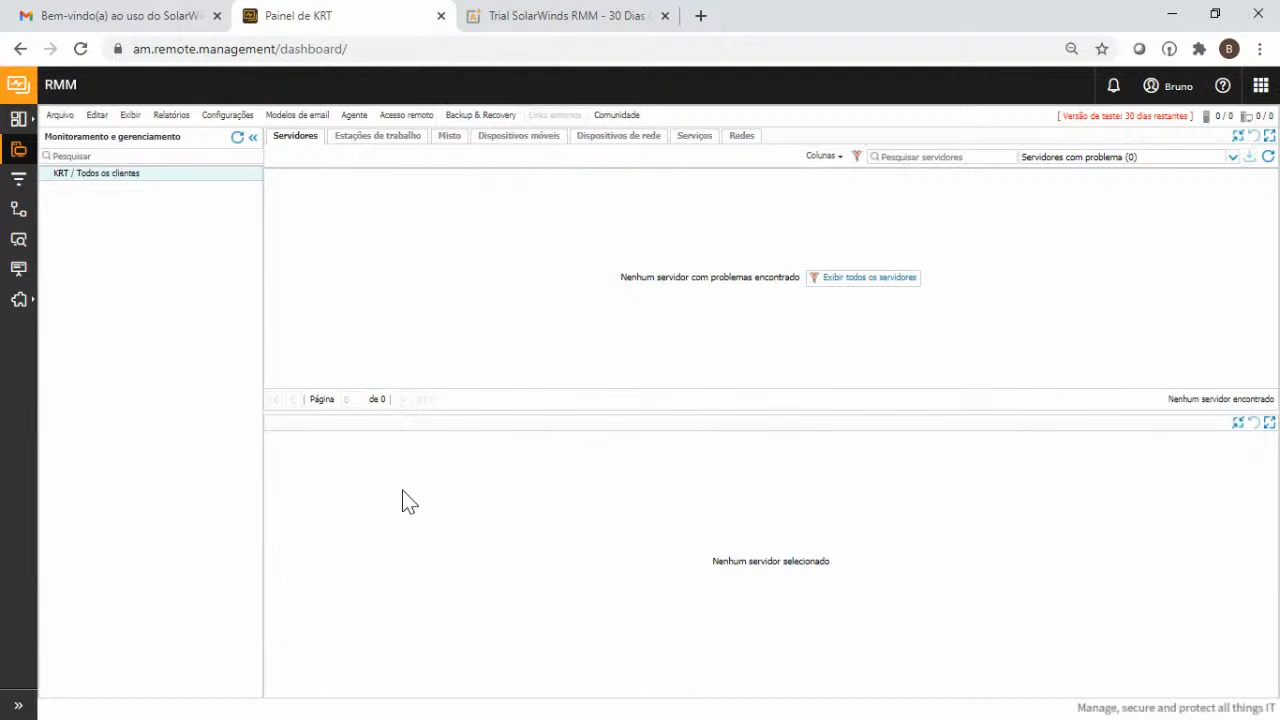 Bem-vindo(a) ao uso do SolarWi
Painel de KRT
Trial SolarWinds RMM - 30 Dias
am.remote.management/dashboard/
B
RMM
Bruno
Arquivo Editar Exibir Relatórios Configurações Modelos de email Agente Acesso remoto Backup & Recovery Links externos Comunidade
[ Versão de teste: 30 dias restantes ] 0 / 0 0 / 0
Monitoramento e gerenciamento
Servidores Estações de trabalho Misto Dispositivos móveis Dispositivos de rede Serviços Redes
Pesquisar
Colunas Pesquisar servidores Servidores com problema (0)
KRT / Todos os clientes
Nenhum servidor com problemas encontrado Exibir todos os servidores
Página 0 de 0 Nenhum servidor encontrado
Nenhum servidor selecionado
Manage, secure and protect all things IT